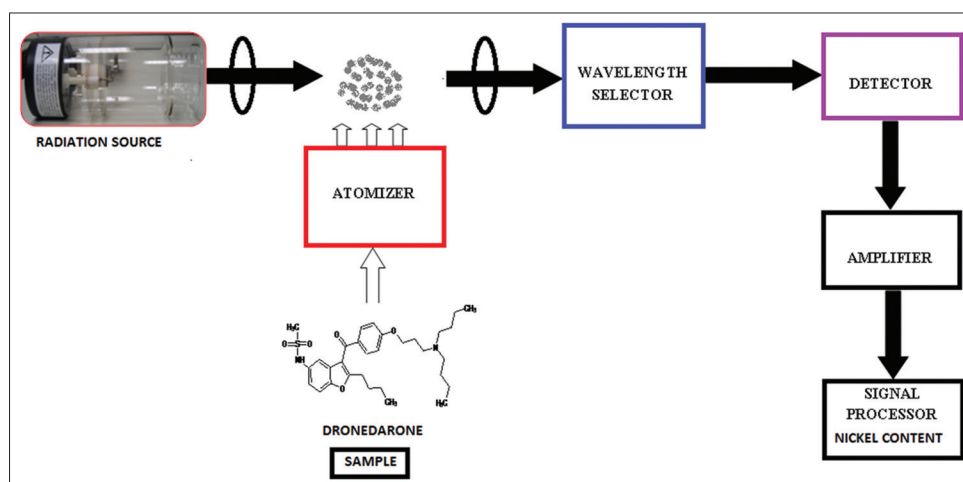 RADIATION SOURCE
WAVELENGTH
SELECTOR
DETECTOR
ATOMIZER
AMPLIFIER
SIGNAL
PROCESSOR
NICKEL CONTENT
H₃C
O
S
O
NH
O
O
N
CH₃
O
CH₃
H₃C
DRONEDARONE
SAMPLE